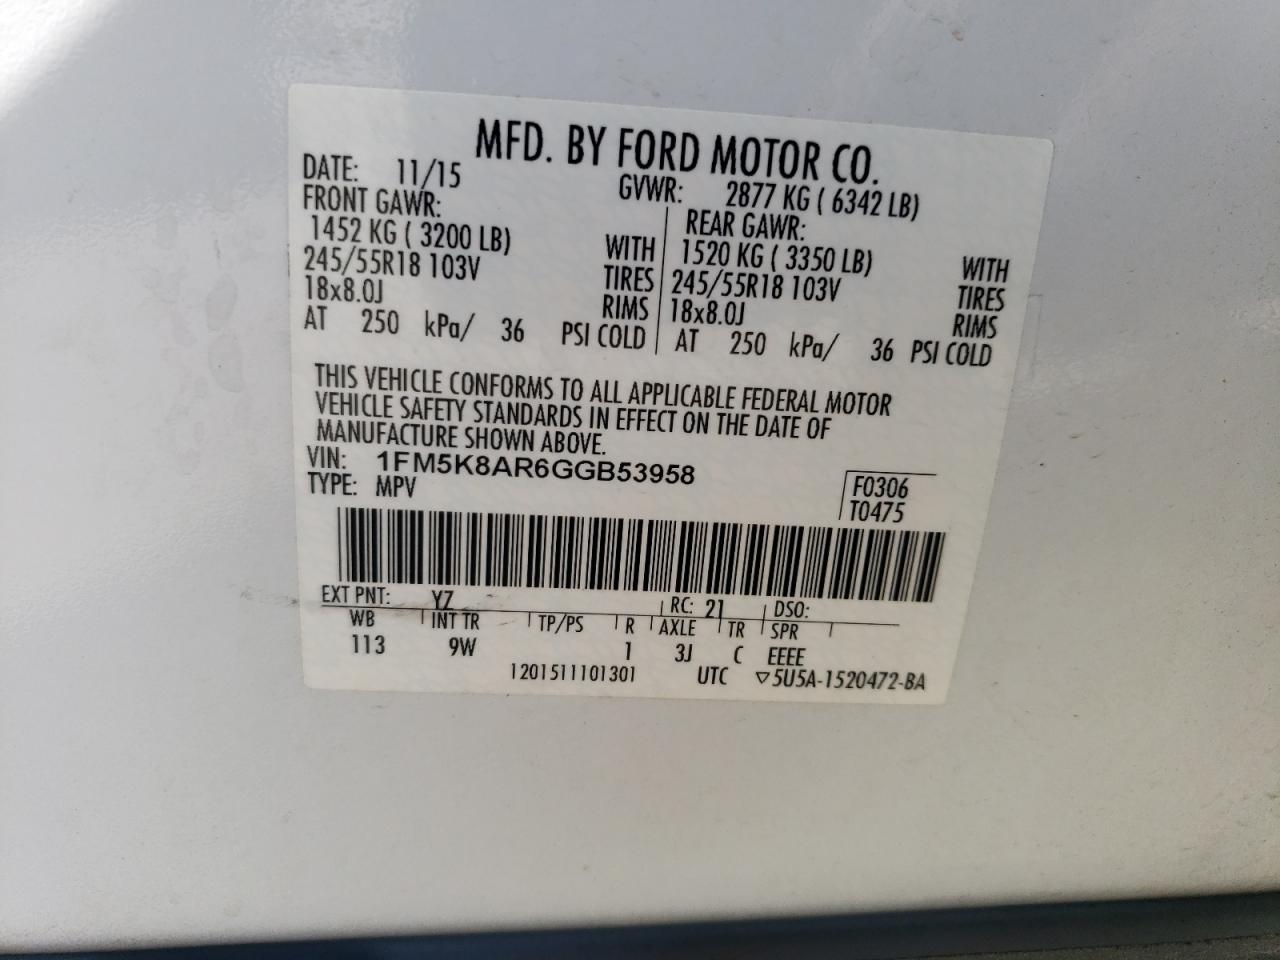 MFD. BY FORD MOTOR CO.
DATE: 11/15 GVWR: 2877 KG ( 6342 LB)
FRONT GAWR: REAR GAWR:
1452 KG ( 3200 LB) WITH 1520 KG ( 3350 LB) WITH
245/55R18 103V TIRES 245/55R18 103V TIRES
18x8.0J RIMS 18x8.0J RIMS
AT 250 kPa/ 36 PSI COLD AT 250 kPa/ 36 PSI COLD
THIS VEHICLE CONFORMS TO ALL APPLICABLE FEDERAL MOTOR
VEHICLE SAFETY STANDARDS IN EFFECT ON THE DATE OF
MANUFACTURE SHOWN ABOVE.
VIN: 1FM5K8AR6GGB53958
TYPE: MPV
F0306
T0475
EXT PNT: YZ RC: 21 DSO:
WB INT TR TP/PS R AXLE TR SPR
113 9W 1 3J C EEEE
1201511101301 UTC ▽5U5A-1520472-BA